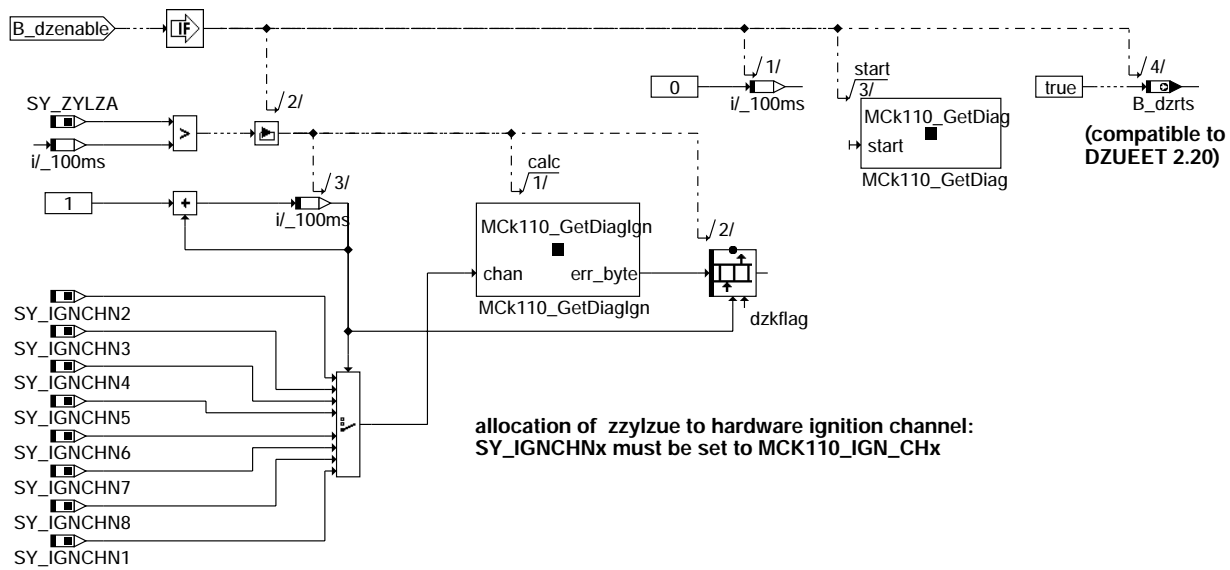 B_dzenable
IF
1/
start
4/
0
3/
true
SY_ZYLZA
2/
i/_100ms
MCk110_GetDiag
B_dzrts
>
start
(compatible to
DZUEET 2.20)
i/_100ms
calc
MCk110_GetDiag
3/
1/
1
+
i/_100ms
MCk110_GetDiagIgn
2/
chan
err_byte
SY_IGNCHN2
MCk110_GetDiagIgn
dzkflag
SY_IGNCHN3
SY_IGNCHN4
SY_IGNCHN5
allocation of zzylzue to hardware ignition channel:
SY_IGNCHNx must be set to MCK110_IGN_CHx
SY_IGNCHN6
SY_IGNCHN7
SY_IGNCHN8
SY_IGNCHN1